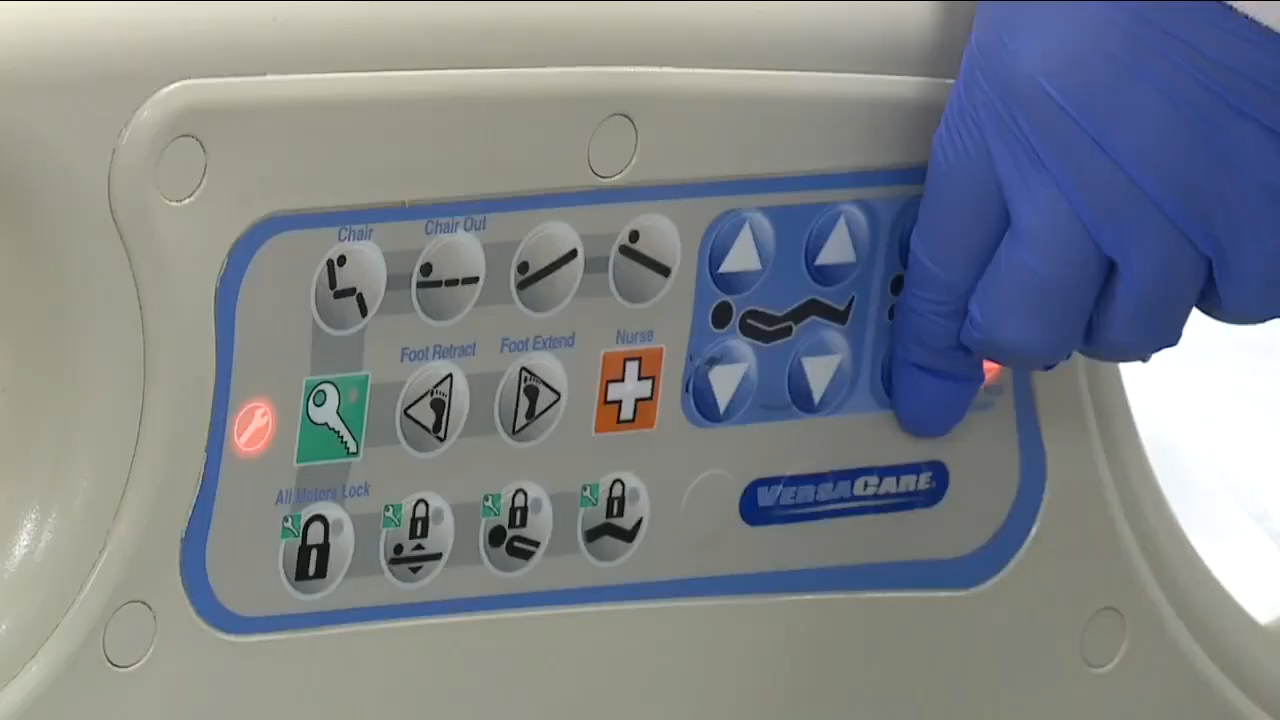 Chair
Chair Out
Foot Retract
Foot Extend
Nurse
All Motors Lock
VERSACARE